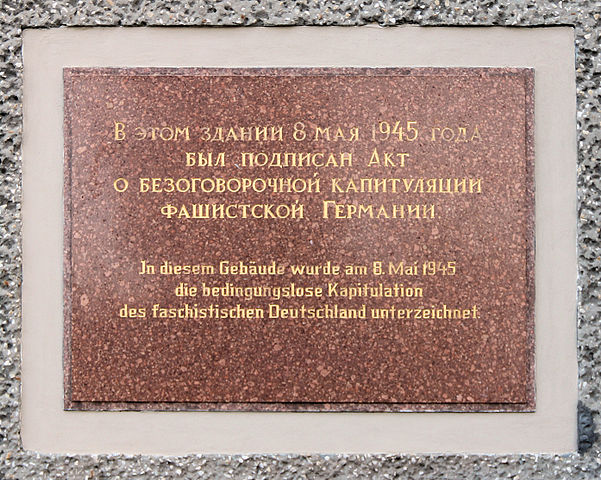 В этом здании 8 мая 1945 года
был подписан Акт
о безоговорочной капитуляции
фашистской Германии.
In diesem Gebäude wurde am 8. Mai 1945
die bedingungslose Kapitulation
des faschistischen Deutschland unterzeichnet.